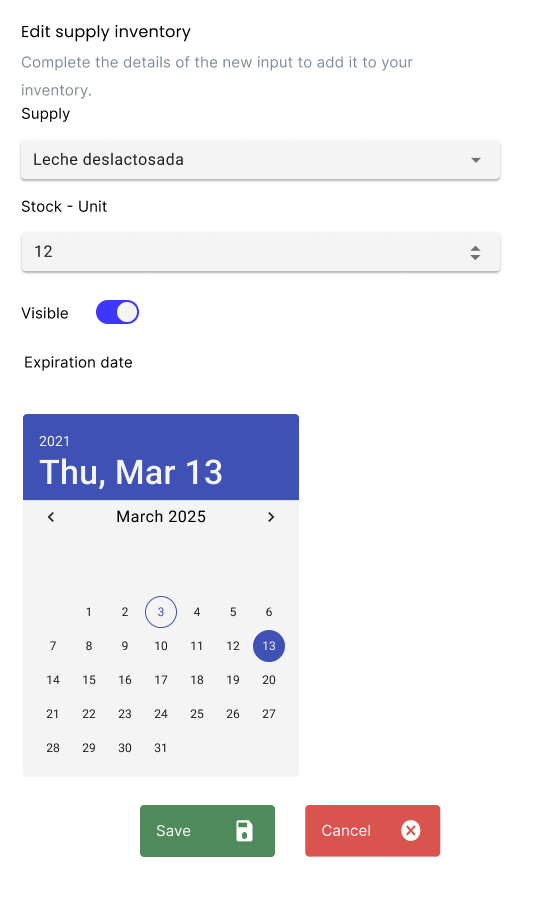 Edit supply inventory
Complete the details of the new input to add it to your
inventory.
Supply
Leche deslactosada
Stock - Unit
12
Visible
Expiration date
2021
Thu, Mar 13
March 2025
1 2 3 4 5 6
7 8 9 10 11 12 13
14 15 16 17 18 19 20
21 22 23 24 25 26 27
28 29 30 31
Save Cancel